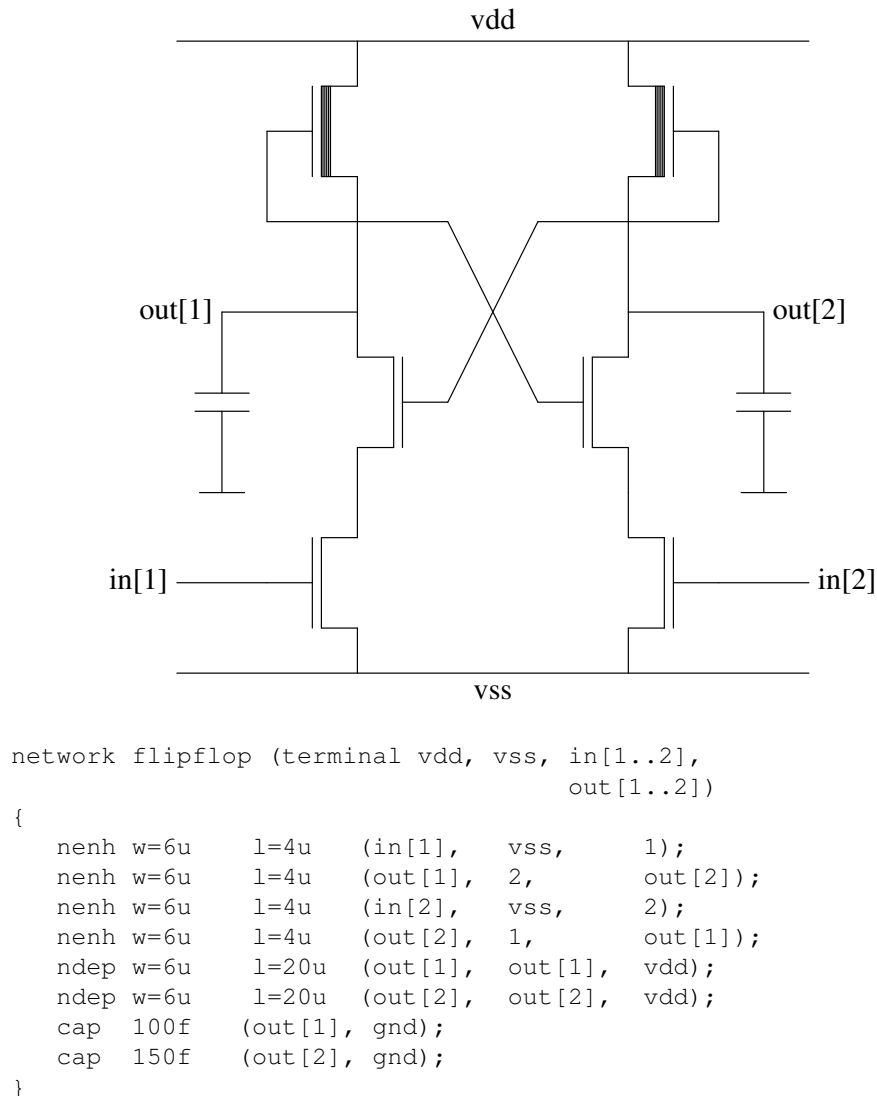 vdd
out[1]
out[2]
in[1]
in[2]
vss
network flipflop (terminal vdd, vss, in[1..2],
out[1..2])
{
nenh w=6u l=4u (in[1], vss, 1);
nenh w=6u l=4u (out[1], 2, out[2]);
nenh w=6u l=4u (in[2], vss, 2);
nenh w=6u l=4u (out[2], 1, out[1]);
ndep w=6u l=20u (out[1], out[1], vdd);
ndep w=6u l=20u (out[2], out[2], vdd);
cap 100f (out[1], gnd);
cap 150f (out[2], gnd);
}